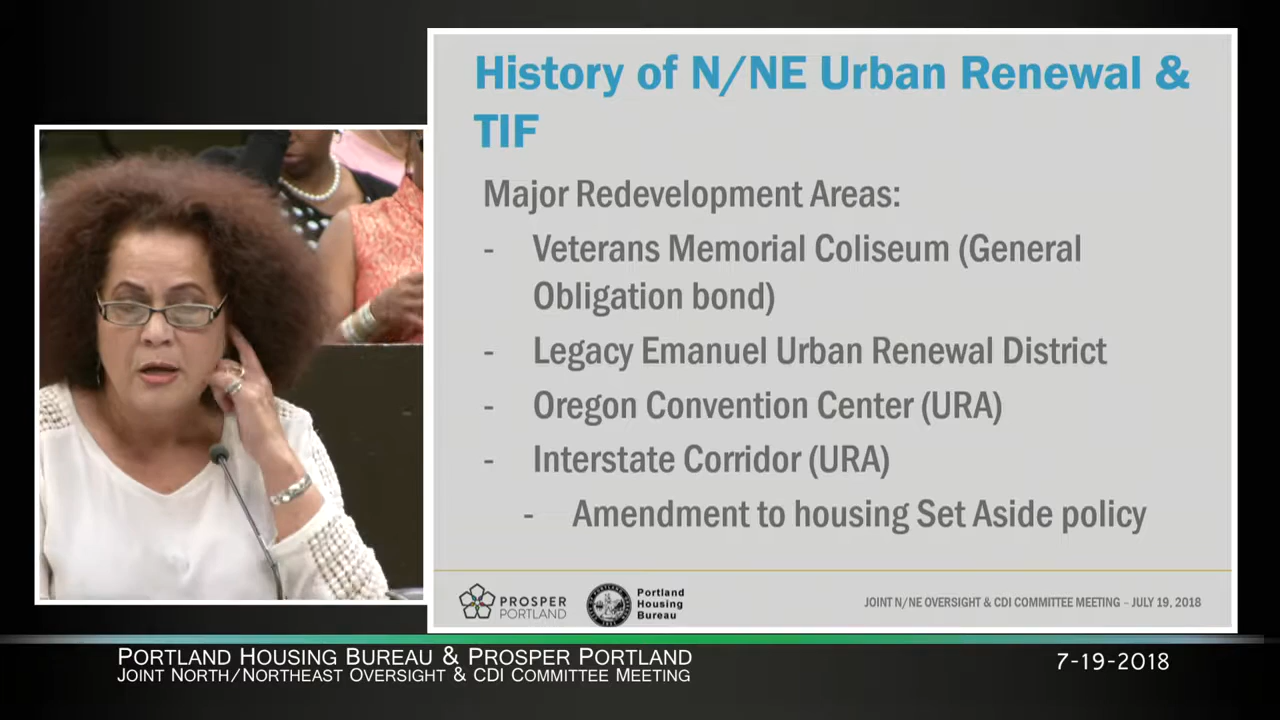 History of N/NE Urban Renewal &
TIF
Major Redevelopment Areas:
- Veterans Memorial Coliseum (General
Obligation bond)
- Legacy Emanuel Urban Renewal District
- Oregon Convention Center (URA)
- Interstate Corridor (URA)
- Amendment to housing Set Aside policy
PROSPER
PORTLAND
Portland
Housing
Bureau
JOINT N/NE OVERSIGHT & CDI COMMITTEE MEETING – JULY 19, 2018
PORTLAND HOUSING BUREAU & PROSPER PORTLAND
JOINT NORTH/NORTHEAST OVERSIGHT & CDI COMMITTEE MEETING
7-19-2018